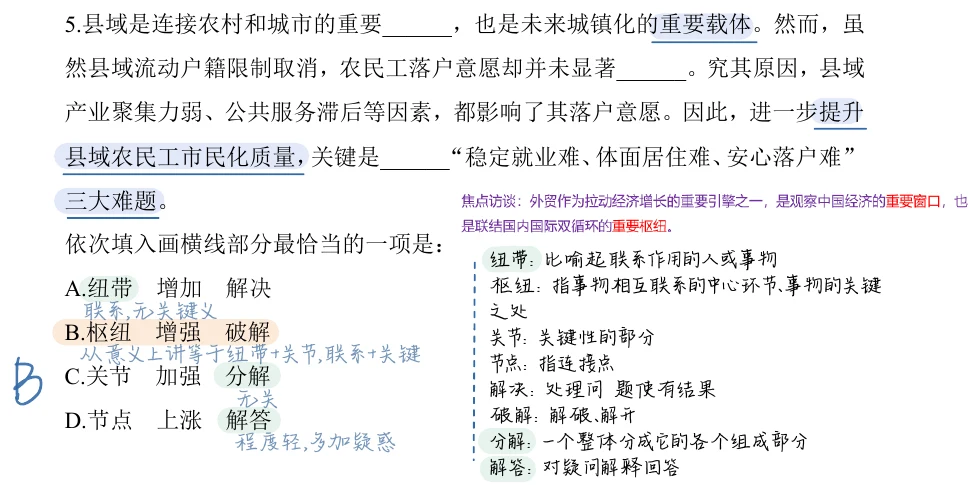 5.县域是连接农村和城市的重要______，也是未来城镇化的重要载体。然而，虽
然县域流动户籍限制取消，农民工落户意愿却并未显著______。究其原因，县域
产业聚集力弱、公共服务滞后等因素，都影响了其落户意愿。因此，进一步提升
县域农民工市民化质量，关键是______“稳定就业难、体面居住难、安心落户难”
三大难题。
焦点访谈：外贸作为拉动经济增长的重要引擎之一，是观察中国经济的重要窗口，也
是联结国内国际双循环的重要枢纽。
依次填入画横线部分最恰当的一项是：
A.纽带 增加 解决
联系,无关键义
B.枢纽 增强 破解
从意义上讲等于纽带+关节,联系+关键
C.关节 加强 分解
无关
D.节点 上涨 解答
程度轻,多加疑惑
B
纽带：比喻起联系作用的人或事物
枢纽：指事物相互联系的中心环节、事物的关键
之处
关节：关键性的部分
节点：指连接点
解决：处理问 题使有结果
破解：解破、解开
分解：一个整体分成它的各个组成部分
解答：对疑问解释回答